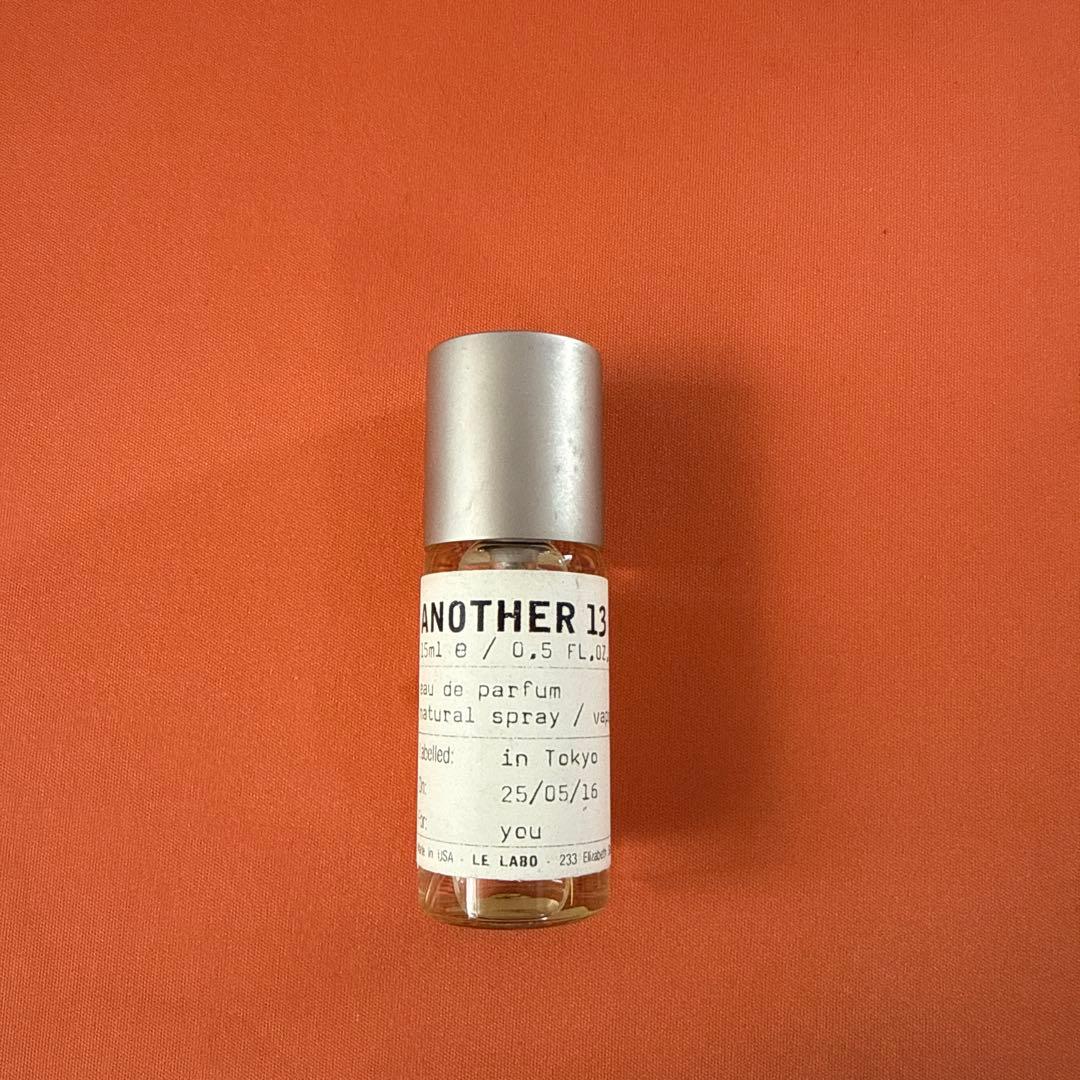 ANOTHER 13
15ml e / 0.5 FL.OZ.
eau de parfum
natural spray /
labelled: in Tokyo
On: 25/05/16
For: you
Made in USA · LE LABO · 233 Elizabeth